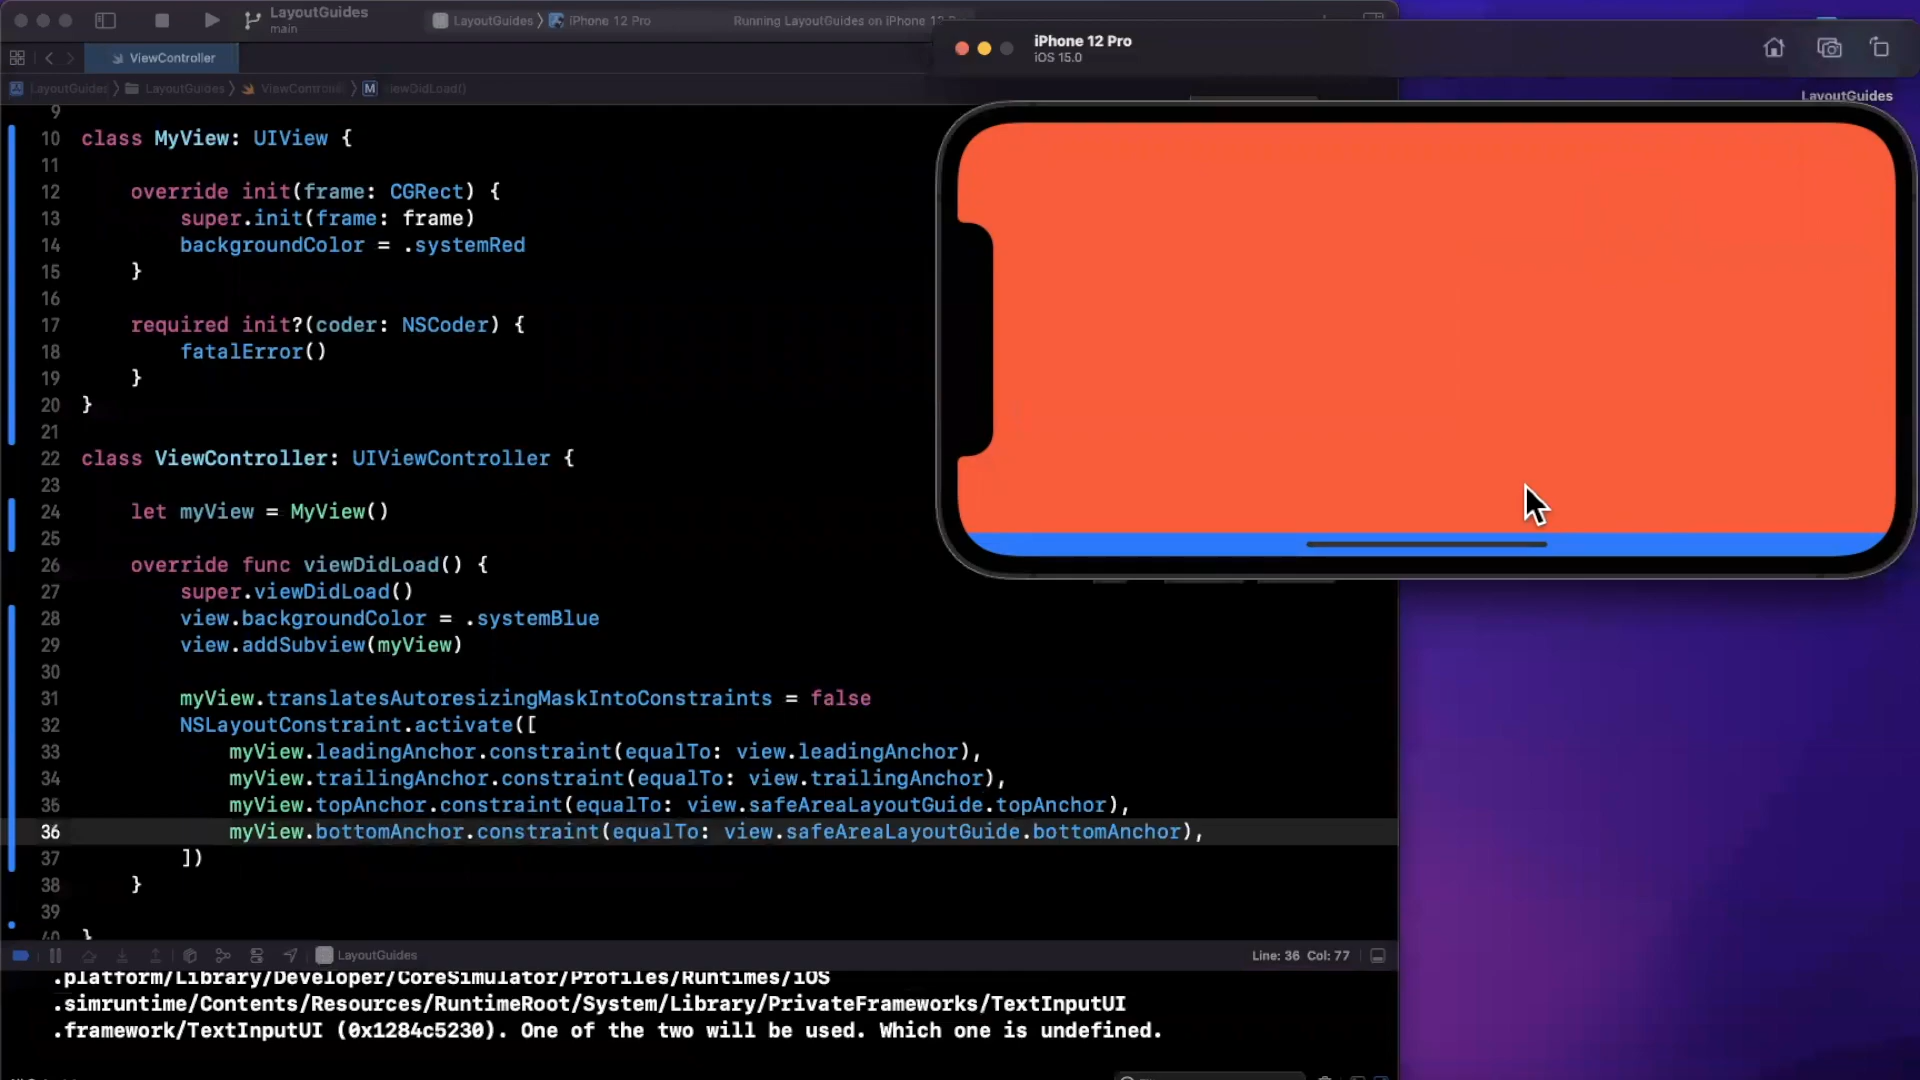 LayoutGuides
main
LayoutGuides
iPhone 12 Pro
Running LayoutGuides on iPhone 12
iPhone 12 Pro
iOS 15.0
ViewController
LayoutGuides
LayoutGuides
M
LayoutGuides
9
10 class MyView: UIView {
11
12 override init(frame: CGRect) {
13 super.init(frame: frame)
14 backgroundColor = .systemRed
15 }
16
17 required init?(coder: NSCoder) {
18 fatalError()
19 }
20 }
21
22 class ViewController: UIViewController {
23
24 let myView = MyView()
25
26 override func viewDidLoad() {
27 super.viewDidLoad()
28 view.backgroundColor = .systemBlue
29 view.addSubview(myView)
30
31 myView.translatesAutoresizingMaskIntoConstraints = false
32 NSLayoutConstraint.activate([
33 myView.leadingAnchor.constraint(equalTo: view.leadingAnchor),
34 myView.trailingAnchor.constraint(equalTo: view.trailingAnchor),
35 myView.topAnchor.constraint(equalTo: view.safeAreaLayoutGuide.topAnchor),
36 myView.bottomAnchor.constraint(equalTo: view.safeAreaLayoutGuide.bottomAnchor),
37 ])
38 }
39
40 }
LayoutGuides
Line: 36 Col: 77
.platform/Library/Developer/CoreSimulator/Profiles/Runtimes/iOS
.simruntime/Contents/Resources/RuntimeRoot/System/Library/PrivateFrameworks/TextInputUI
.framework/TextInputUI (0x1284c5230). One of the two will be used. Which one is undefined.